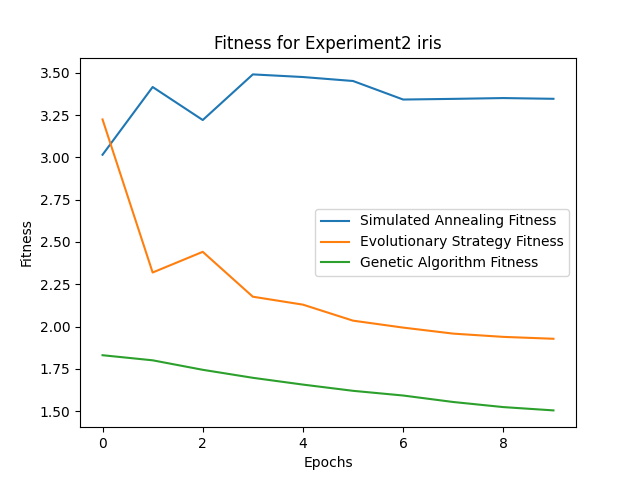 Fitness for Experiment2 iris
3.50
3.25
3.00
2.75
2.50
2.25
2.00
1.75
1.50
Fitness
Simulated Annealing Fitness
Evolutionary Strategy Fitness
Genetic Algorithm Fitness
0 2 4 6 8
Epochs